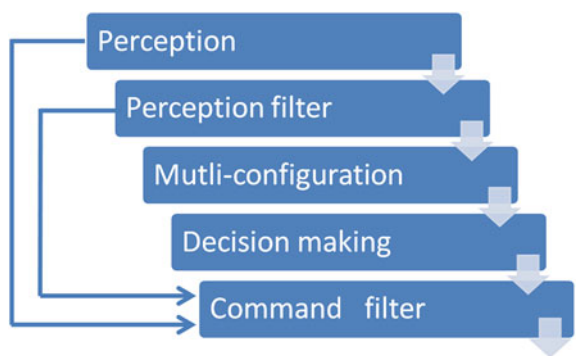 Perception
Perception filter
Mutli-configuration
Decision making
Command filter